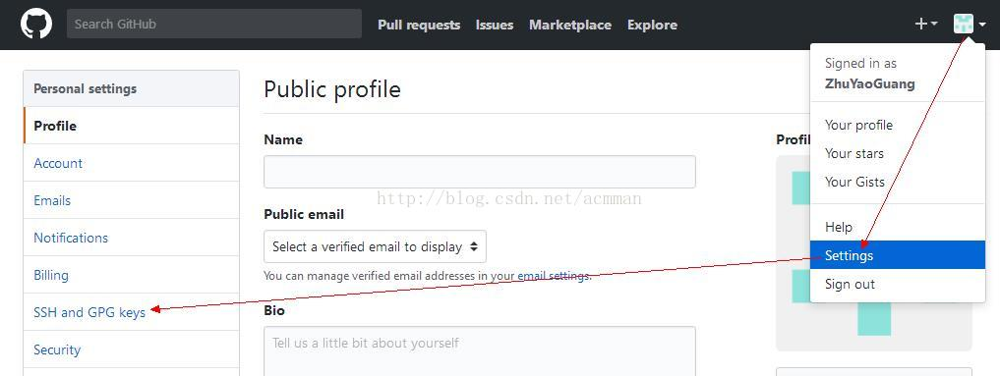 Search GitHub
Pull requests
Issues
Marketplace
Explore
Signed in as
ZhuYaoGuang
Your profile
Your stars
Your Gists
Help
Settings
Sign out
Personal settings
Profile
Account
Emails
Notifications
Billing
SSH and GPG keys
Security
Public profile
Name
http://blog.csdn.net/acmman
Public email
Select a verified email to display
You can manage verified email addresses in your email settings.
Bio
Tell us a little bit about yourself